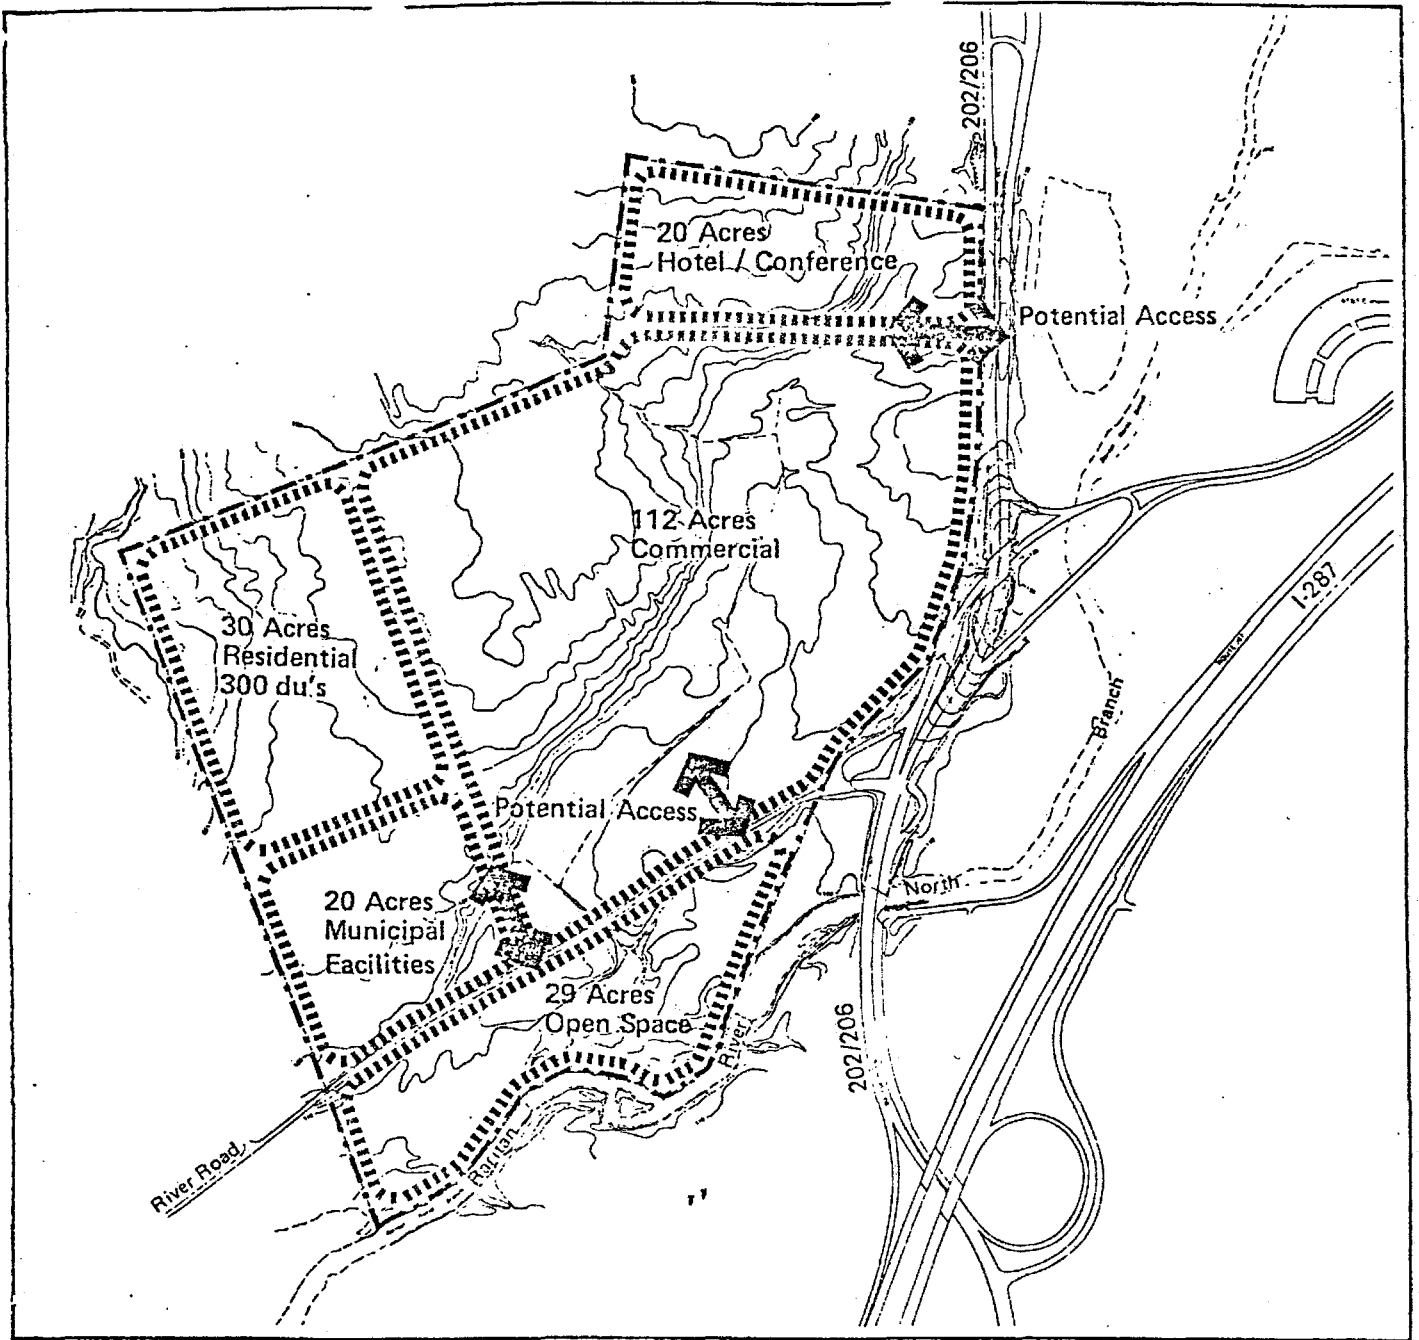 202/206
20 Acres
Hotel / Conference
Potential Access
112 Acres
Commercial
I-287
30 Acres
Residential
300 du's
Branch
Potential Access
North
20 Acres
Municipal
Eacilities
29 Acres
Open Space
River
202/206
Raritan
River Road